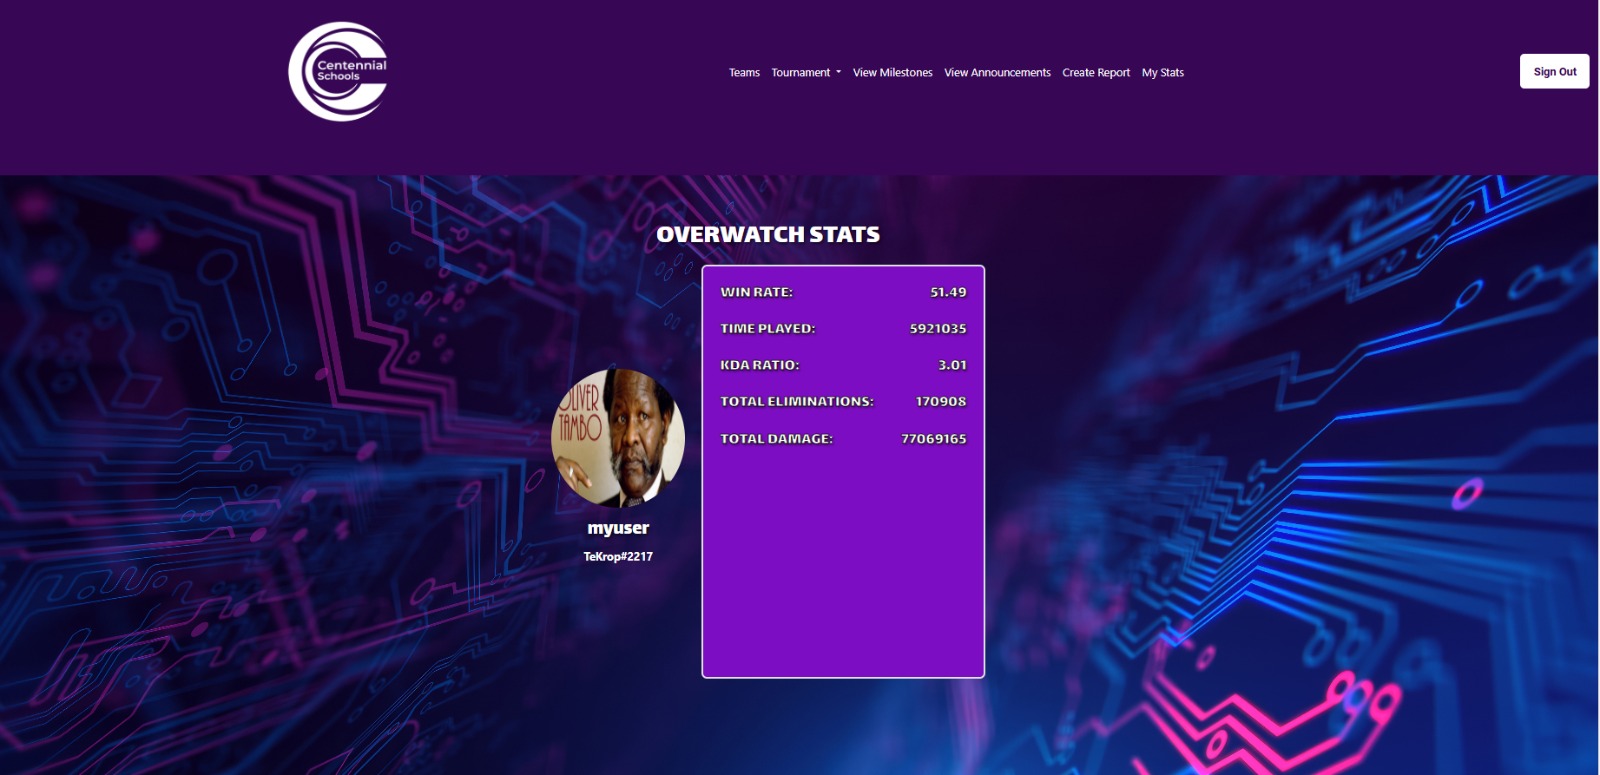 Centennial
Schools
Teams Tournament View Milestones View Announcements Create Report My Stats
Sign Out
OVERWATCH STATS
WIN RATE: 51.49
TIME PLAYED: 5921035
KDA RATIO: 3.01
TOTAL ELIMINATIONS: 170908
TOTAL DAMAGE: 77069165
OLIVER
TAMBO
myuser
TeKrop#2217